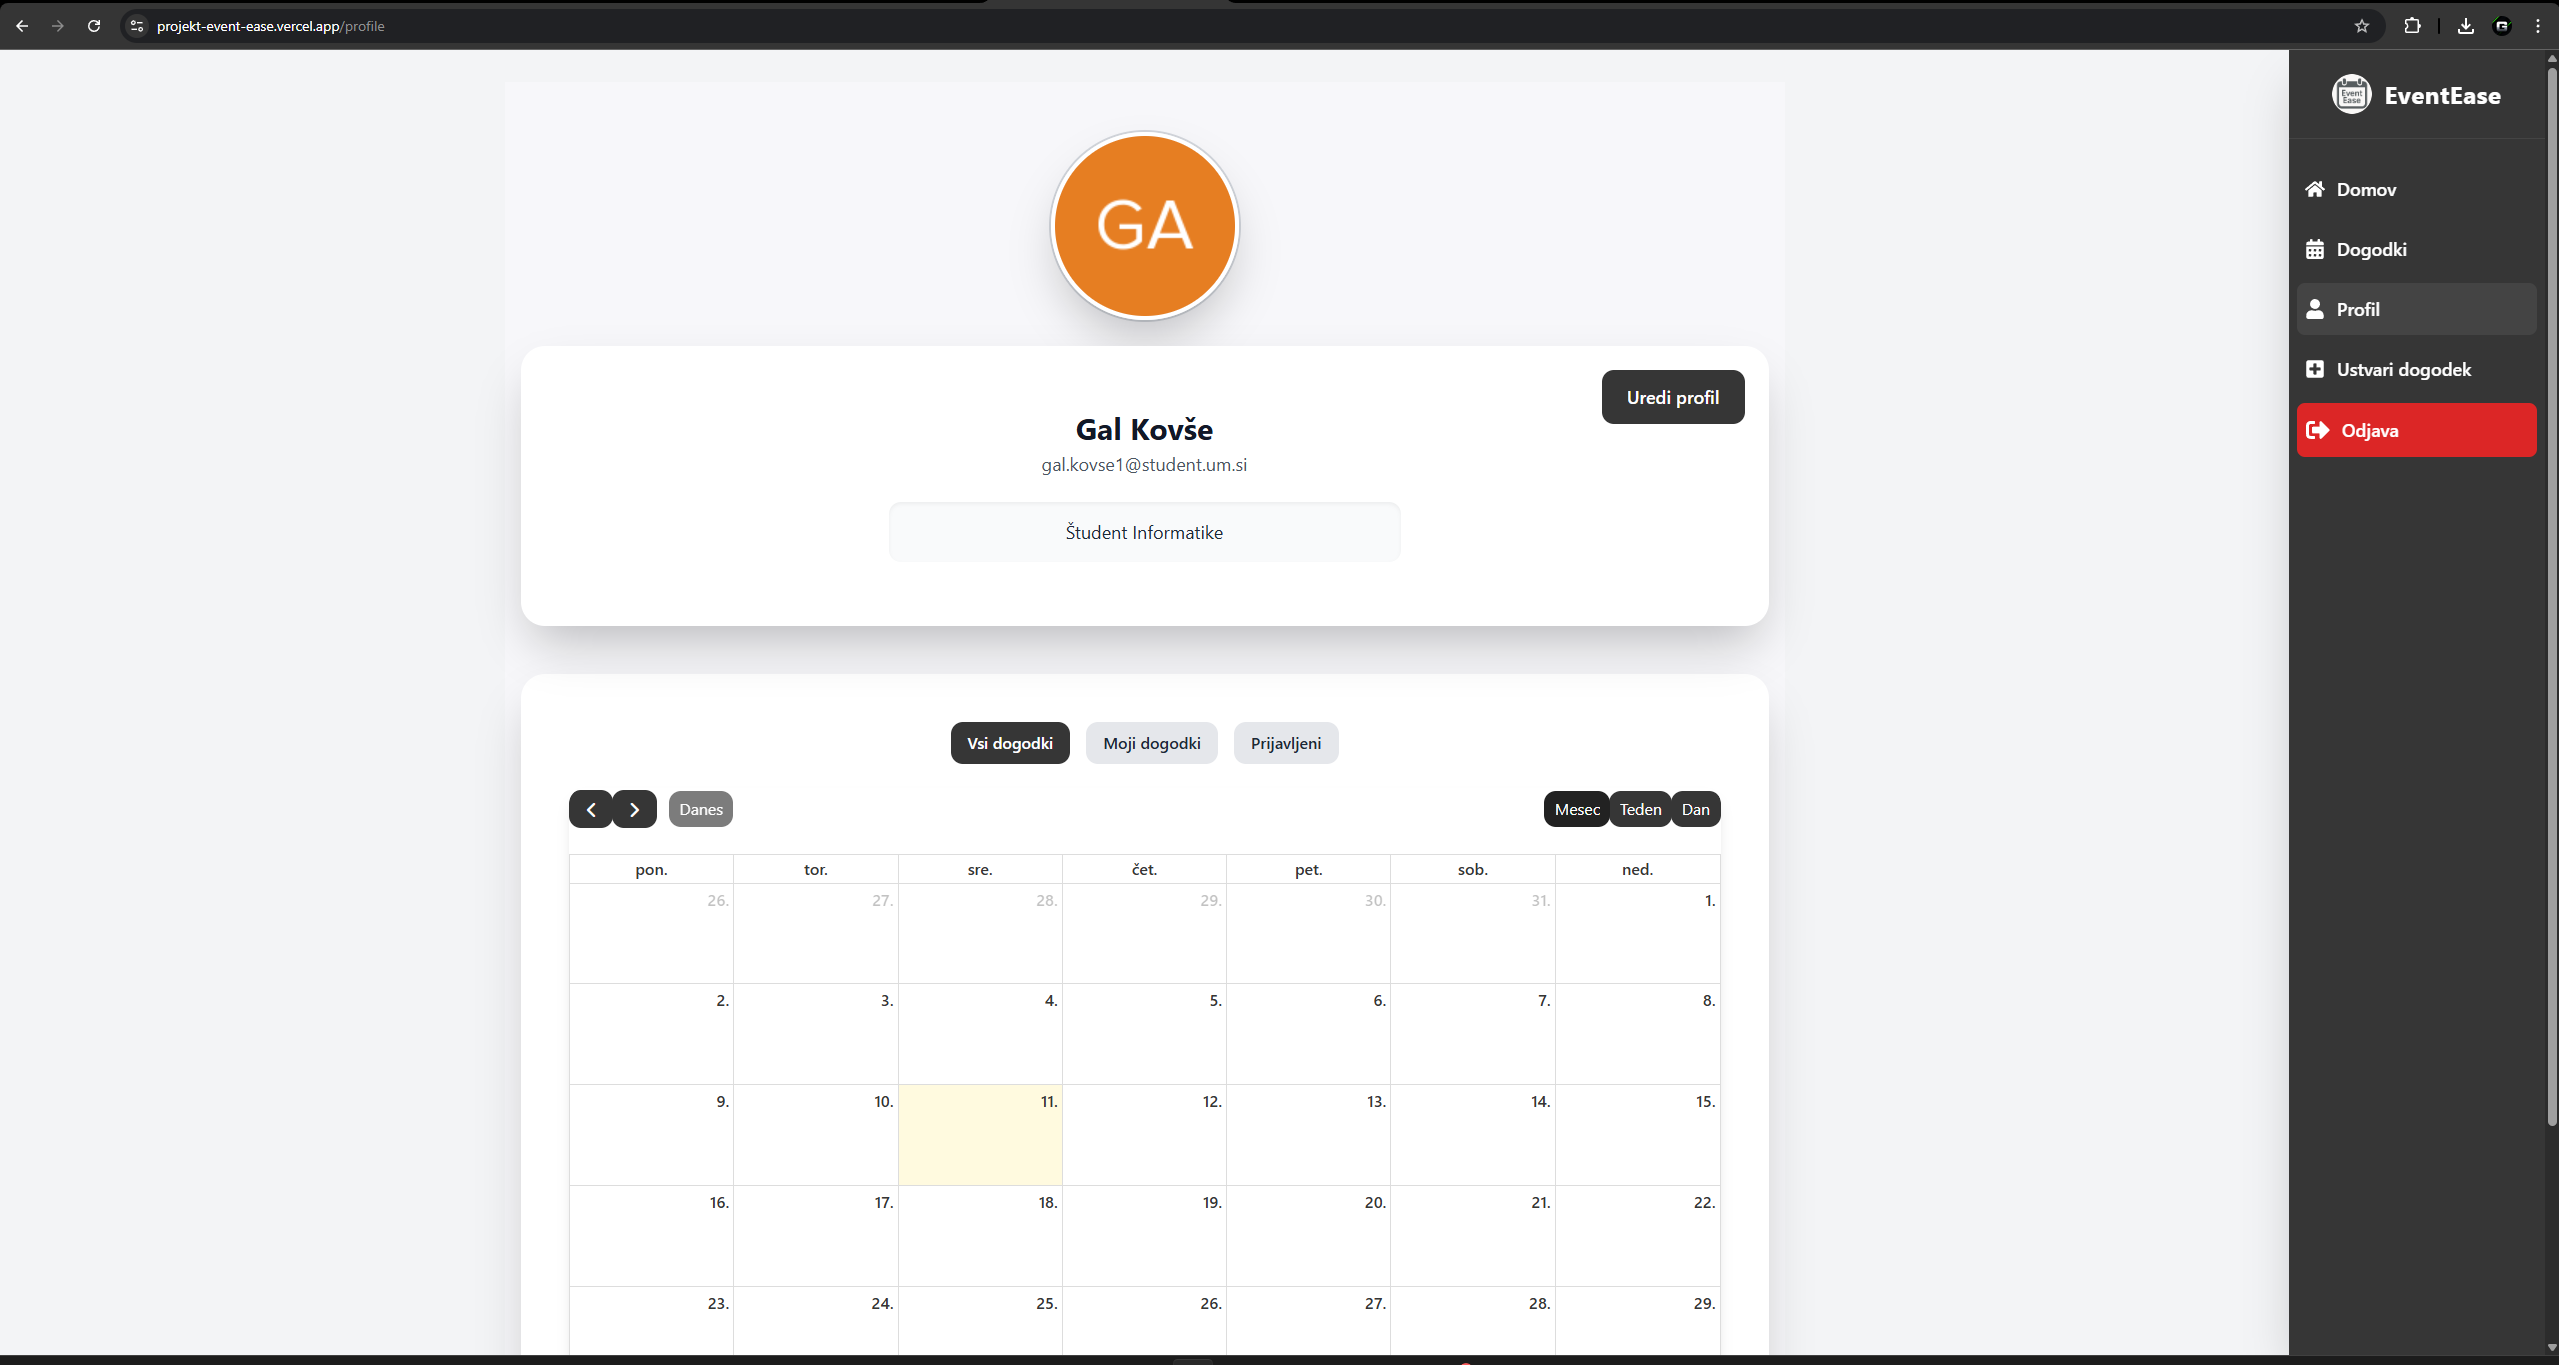 projekt-event-ease.vercel.app/profile
Event Ease
EventEase
Domov
Dogodki
Profil
Ustvari dogodek
Odjava
GA
Uredi profil
Gal Kovše
gal.kovse1@student.um.si
Študent Informatike
Vsi dogodki Moji dogodki Prijavljeni
Danes Mesec Teden Dan
pon. tor. sre. čet. pet. sob. ned.
26. 27. 28. 29. 30. 31. 1.
2. 3. 4. 5. 6. 7. 8.
9. 10. 11. 12. 13. 14. 15.
16. 17. 18. 19. 20. 21. 22.
23. 24. 25. 26. 27. 28. 29.